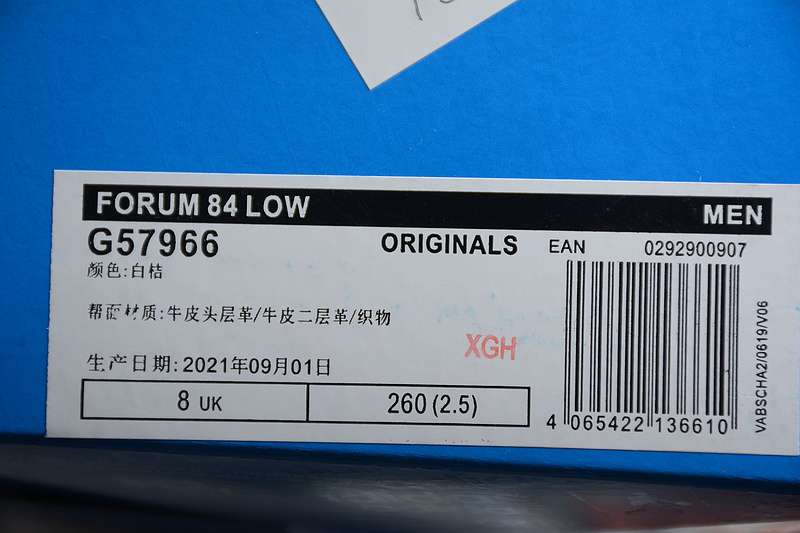 FORUM 84 LOW MEN
G57966 ORIGINALS EAN 0292900907
颜色:白桔
帮面材质:牛皮头层革/牛皮二层革/织物
XGH
生产日期:2021年09月01日
8 UK 260(2.5)
4 065422 136610
VABSCHA2/0619/V06